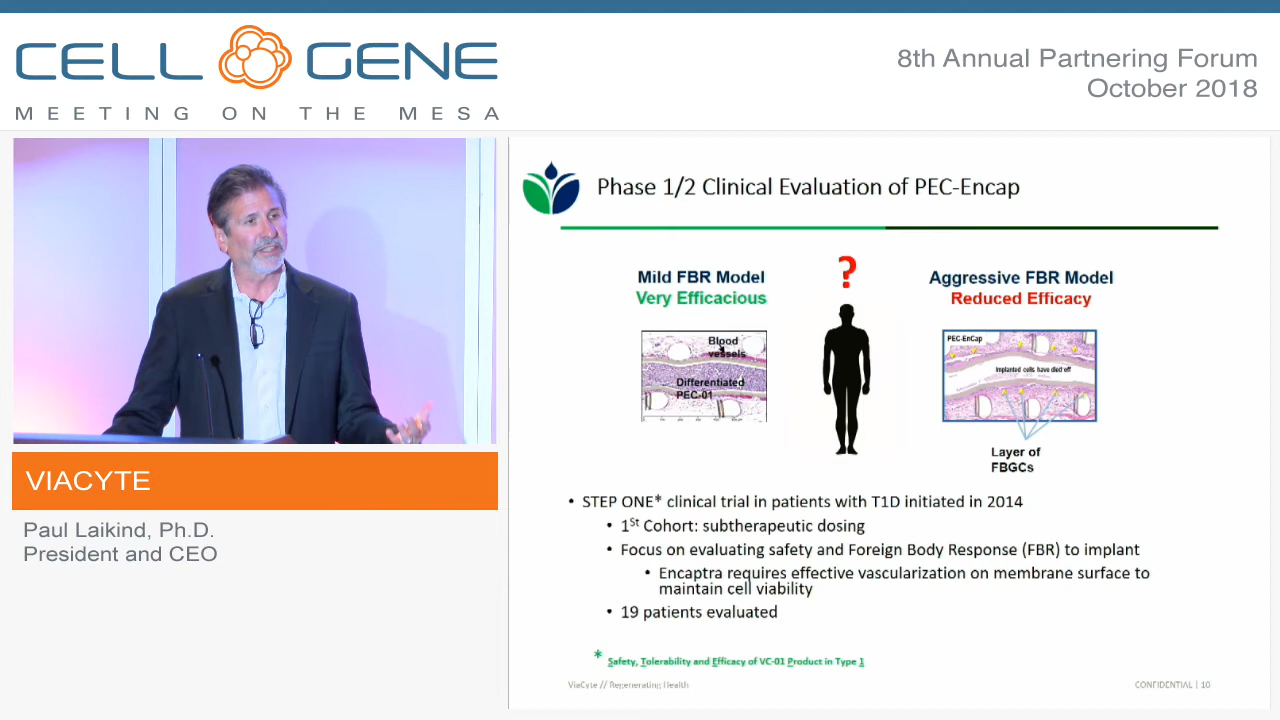 CELL GENE
MEETING ON THE MESA
8th Annual Partnering Forum
October 2018
VIACYTE
Paul Laikind, Ph.D.
President and CEO
Phase 1/2 Clinical Evaluation of PEC-Encap
Mild FBR Model
Very Efficacious
Blood
vessels
Differentiated
PEC-01
?
Aggressive FBR Model
Reduced Efficacy
PEC-EnCap
Implanted cells have died off
Layer of
FBGCs
• STEP ONE* clinical trial in patients with T1D initiated in 2014
• 1St Cohort: subtherapeutic dosing
• Focus on evaluating safety and Foreign Body Response (FBR) to implant
• Encaptra requires effective vascularization on membrane surface to
maintain cell viability
• 19 patients evaluated
* Safety, Tolerability and Efficacy of VC-01 Product in Type 1
ViaCyte // Regenerating Health
CONFIDENTIAL | 10